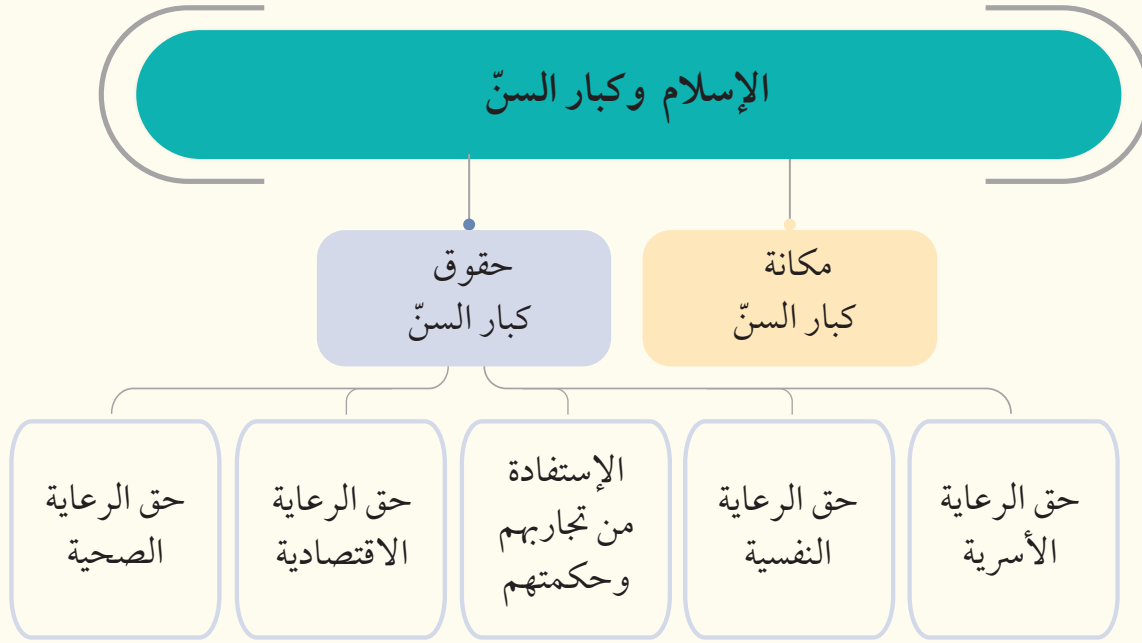 الإسلام وكبار السنّ
مكانة
كبار السنّ
حقوق
كبار السنّ
حق الرعاية
الأسرية
حق الرعاية
النفسية
الإستفادة
من تجاربهم
وحكمتهم
حق الرعاية
الاقتصادية
حق الرعاية
الصحية